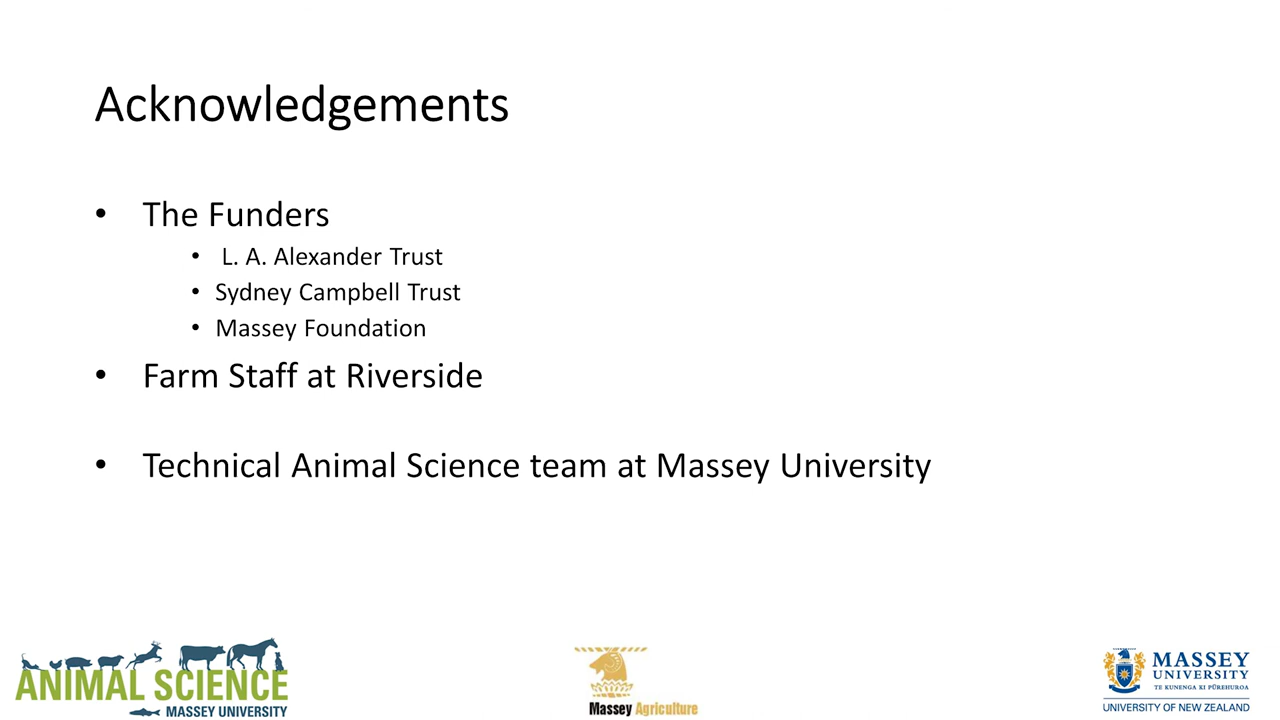 Acknowledgements
• The Funders
• L. A. Alexander Trust
• Sydney Campbell Trust
• Massey Foundation
• Farm Staff at Riverside
• Technical Animal Science team at Massey University
ANIMAL SCIENCE
MASSEY UNIVERSITY
Massey Agriculture
MASSEY
UNIVERSITY
TE KUNENGA KI PŪREHUROA
UNIVERSITY OF NEW ZEALAND